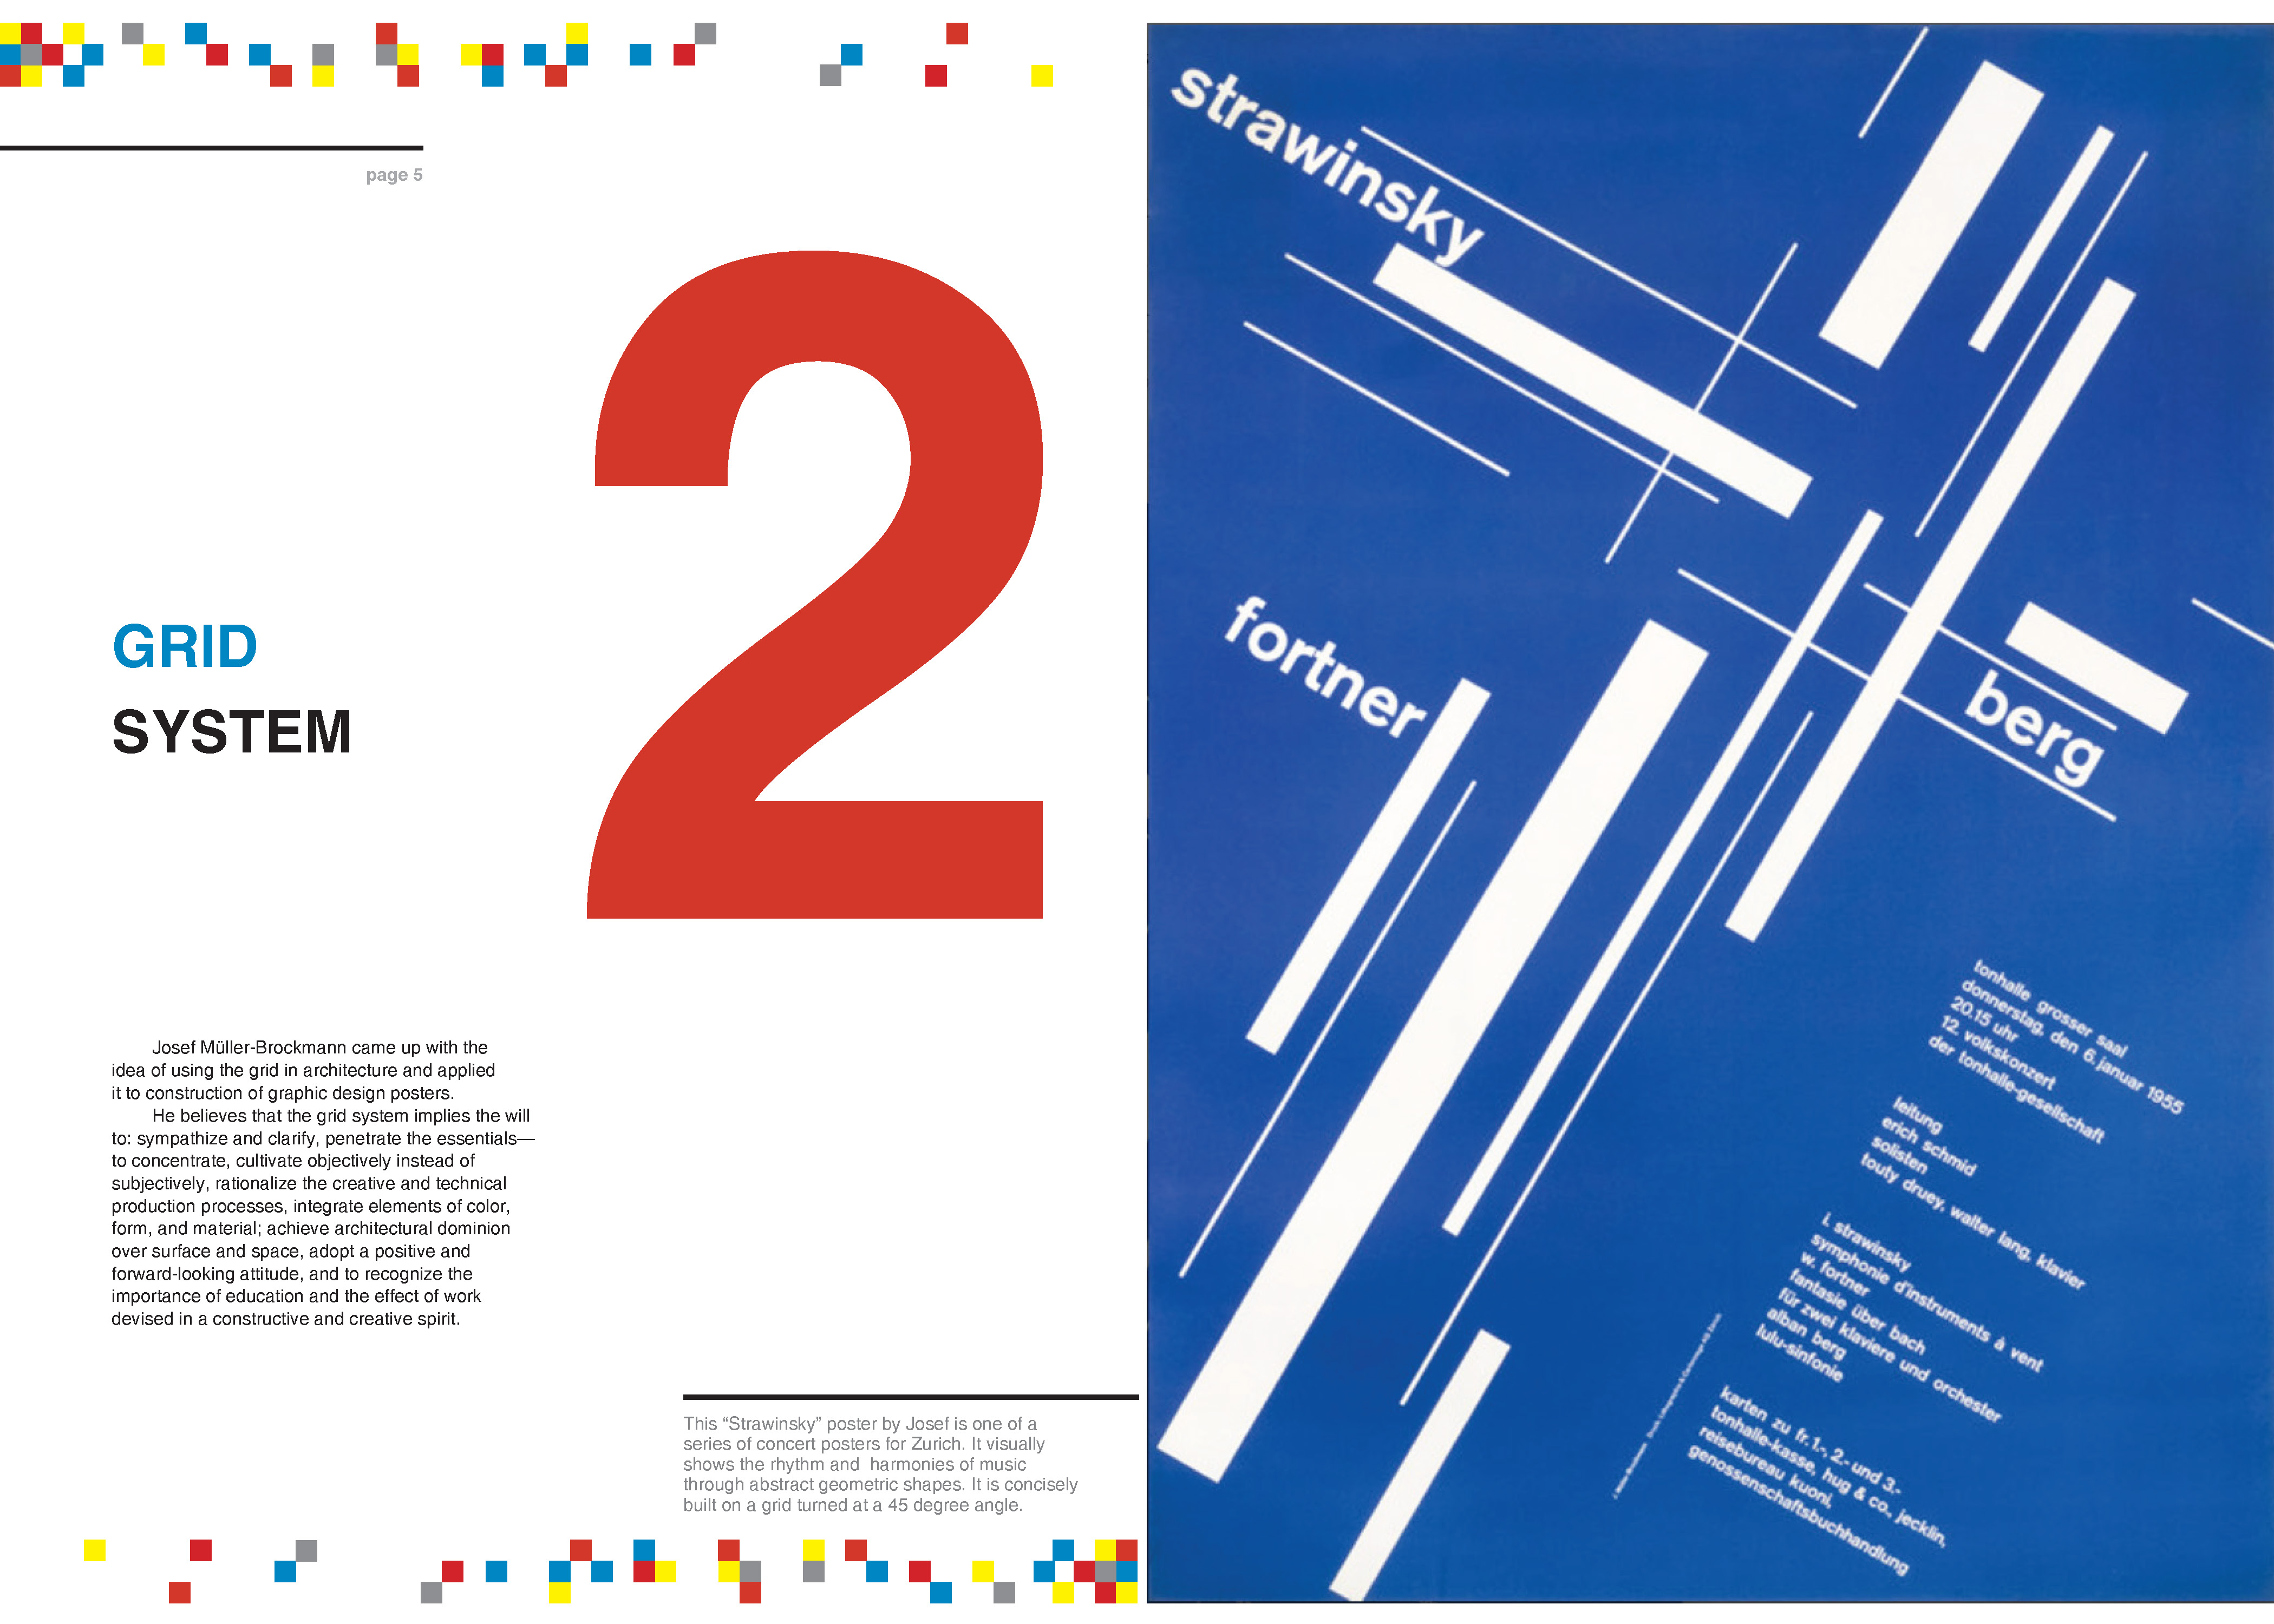 page 5
2
GRID
SYSTEM
Josef Müller-Brockmann came up with the
idea of using the grid in architecture and applied
it to construction of graphic design posters.
He believes that the grid system implies the will
to: sympathize and clarify, penetrate the essentials—
to concentrate, cultivate objectively instead of
subjectively, rationalize the creative and technical
production processes, integrate elements of color,
form, and material; achieve architectural dominion
over surface and space, adopt a positive and
forward-looking attitude, and to recognize the
importance of education and the effect of work
devised in a constructive and creative spirit.
This “Strawinsky” poster by Josef is one of a
series of concert posters for Zurich. It visually
shows the rhythm and harmonies of music
through abstract geometric shapes. It is concisely
built on a grid turned at a 45 degree angle.
strawinsky
fortner
berg
tonhalle grosser saal
donnerstag, den 6. januar 1955
20.15 uhr
12. volkskonzert
der tonhalle-gesellschaft
leitung
erich schmid
solisten
touty druey, walter lang, klavier
i. strawinsky
symphonie d'instruments à vent
w. fortner
fantasie über bach
für zwei klaviere und orchester
alban berg
lulu-sinfonie
karten zu fr. 1.-, 2.- und 3.-
tonhalle-kasse, hug & co., jecklin,
reisebureau kuoni,
genossenschaftsbuchhandlung